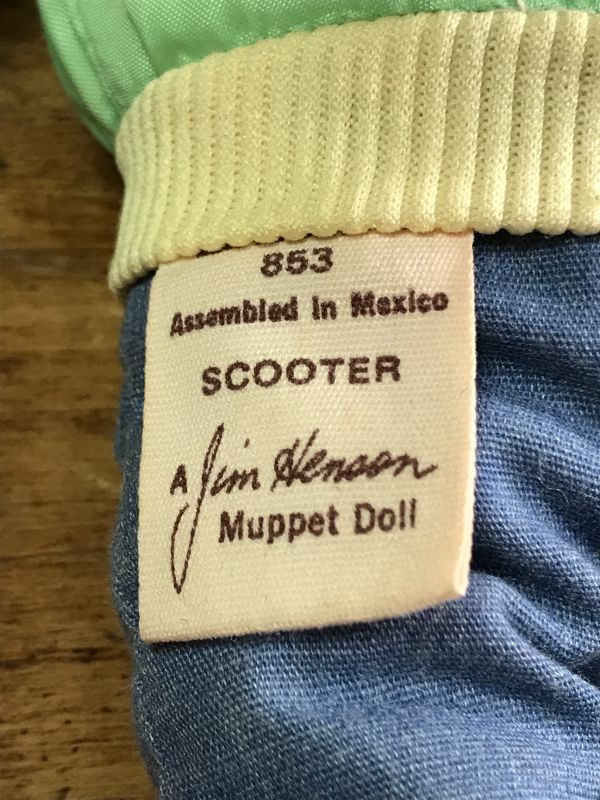 853
Assembled in Mexico
SCOOTER
A Jim Henson
Muppet Doll